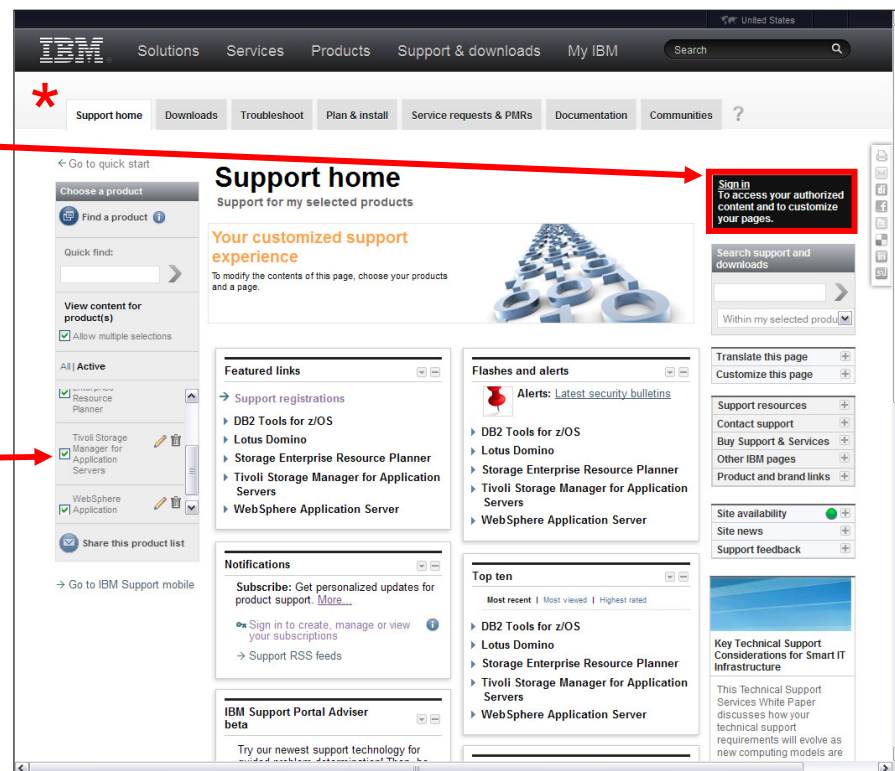 United States
IBM Solutions Services Products Support & downloads My IBM Search
*
Support home Downloads Troubleshoot Plan & install Service requests & PMRs Documentation Communities ?
← Go to quick start
Choose a product
Find a product i
Quick find:
View content for
product(s)
Allow multiple selections
All | Active
Enterprise
Resource
Planner
Tivoli Storage
Manager for
Application
Servers
WebSphere
Application
Share this product list
→ Go to IBM Support mobile
Support home
Support for my selected products
Your customized support
experience
To modify the contents of this page, choose your products
and a page.
Featured links
→ Support registrations
DB2 Tools for z/OS
Lotus Domino
Storage Enterprise Resource Planner
Tivoli Storage Manager for Application
Servers
WebSphere Application Server
Notifications
Subscribe: Get personalized updates for
product support. More...
Sign in to create, manage or view
your subscriptions
→ Support RSS feeds
IBM Support Portal Adviser
beta
Try our newest support technology for
Flashes and alerts
Alerts: Latest security bulletins
DB2 Tools for z/OS
Lotus Domino
Storage Enterprise Resource Planner
Tivoli Storage Manager for Application
Servers
WebSphere Application Server
Top ten
Most recent | Most viewed | Highest rated
DB2 Tools for z/OS
Lotus Domino
Storage Enterprise Resource Planner
Tivoli Storage Manager for Application
Servers
WebSphere Application Server
Sign in
To access your authorized
content and to customize
your pages.
Search support and
downloads
Within my selected produ
Translate this page
Customize this page
Support resources
Contact support
Buy Support & Services
Other IBM pages
Product and brand links
Site availability
Site news
Support feedback
Key Technical Support
Considerations for Smart IT
Infrastructure
This Technical Support
Services White Paper
discusses how your
technical support
requirements will evolve as
new computing models are